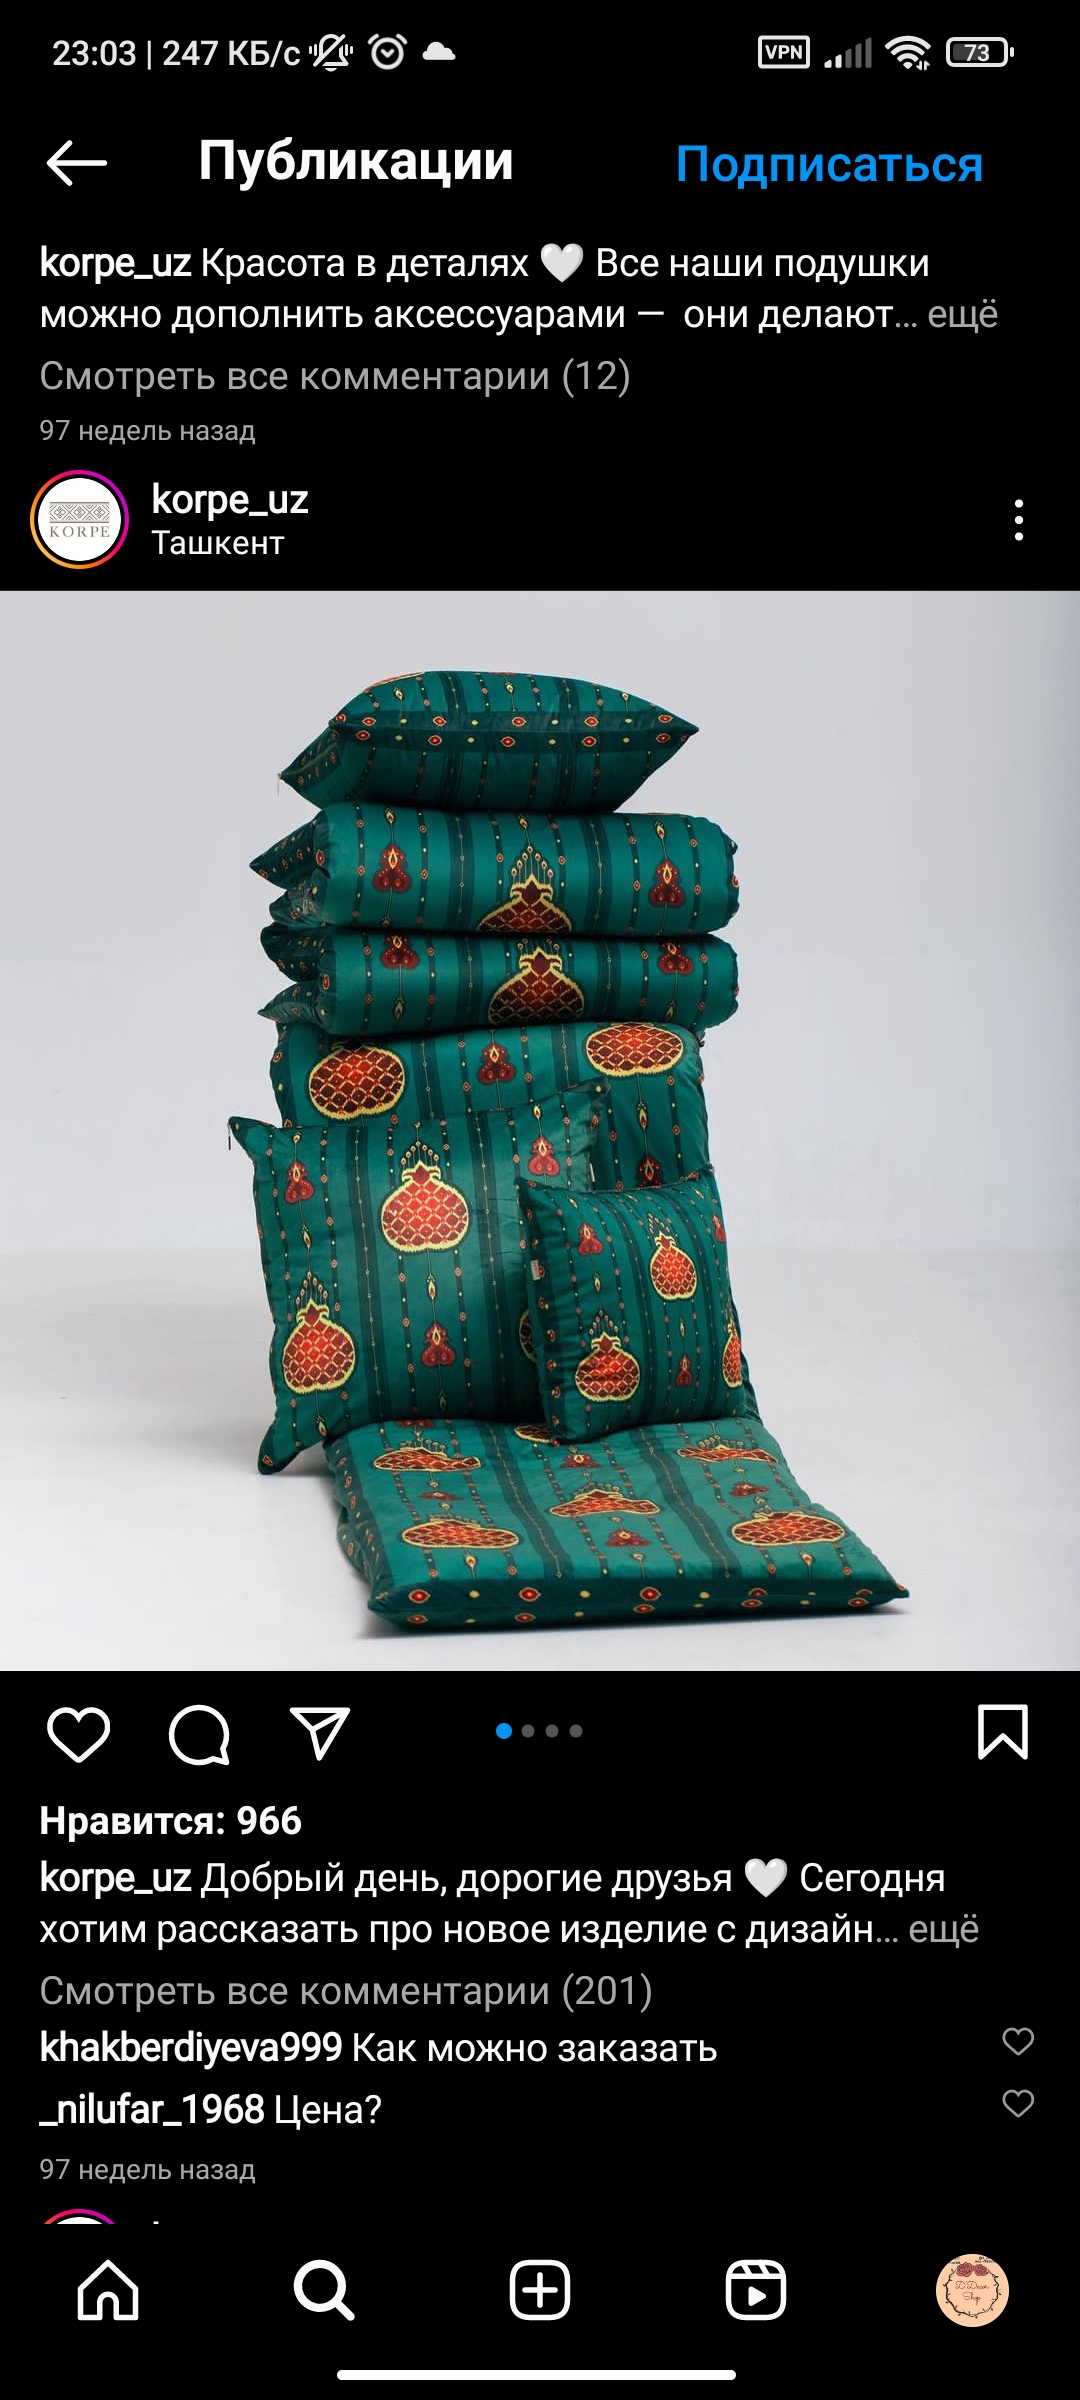 23:03 | 247 КБ/с
VPN
73
Публикации
Подписаться
korpe_uz Красота в деталях 🤍 Все наши подушки
можно дополнить аксессуарами — они делают... ещё
Смотреть все комментарии (12)
97 недель назад
KORPE
korpe_uz
Ташкент
Нравится: 966
korpe_uz Добрый день, дорогие друзья 🤍 Сегодня
хотим рассказать про новое изделие с дизайн... ещё
Смотреть все комментарии (201)
khakberdiyeva999 Как можно заказать
_nilufar_1968 Цена?
97 недель назад
Shop